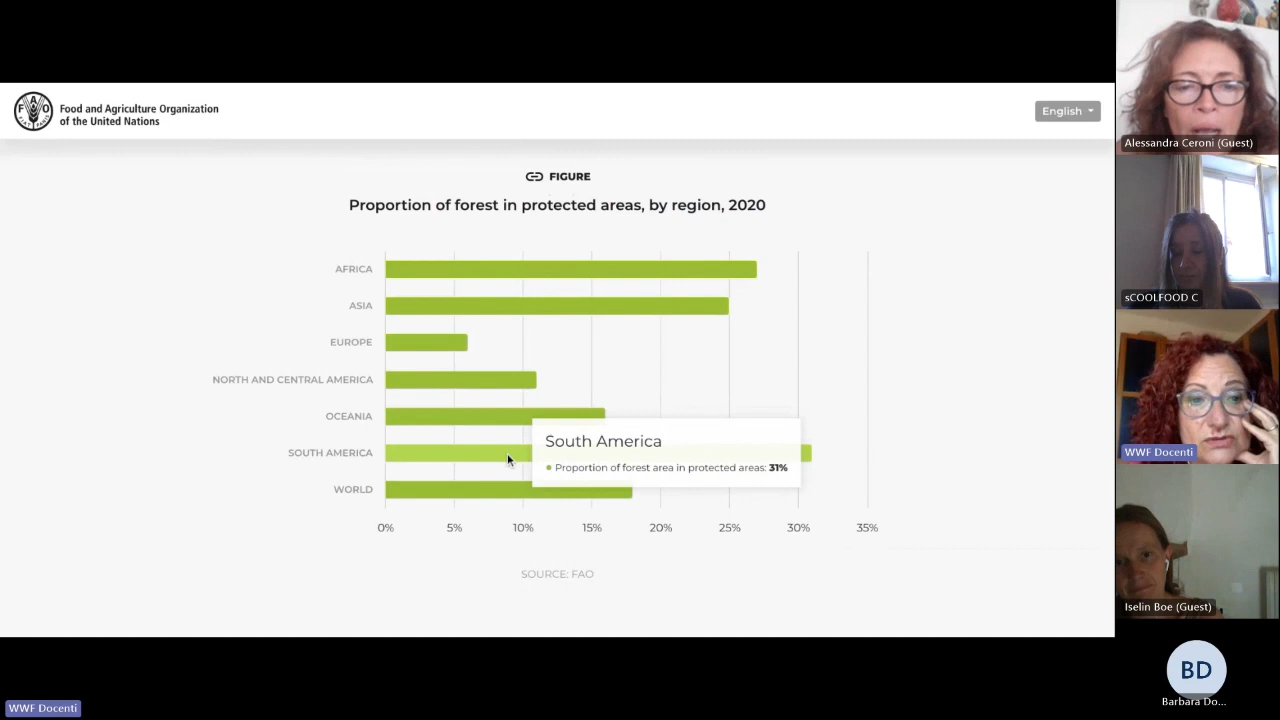 FAO
FIAT PANIS
Food and Agriculture Organization
of the United Nations
English
FIGURE
Proportion of forest in protected areas, by region, 2020
AFRICA
ASIA
EUROPE
NORTH AND CENTRAL AMERICA
OCEANIA
SOUTH AMERICA
WORLD
South America
Proportion of forest area in protected areas: 31%
0%
5%
10%
15%
20%
25%
30%
35%
SOURCE: FAO
Alessandra Ceroni (Guest)
sCOOLFOOD C
WWF Docenti
Iselin Boe (Guest)
BD
Barbara Do...
WWF Docenti